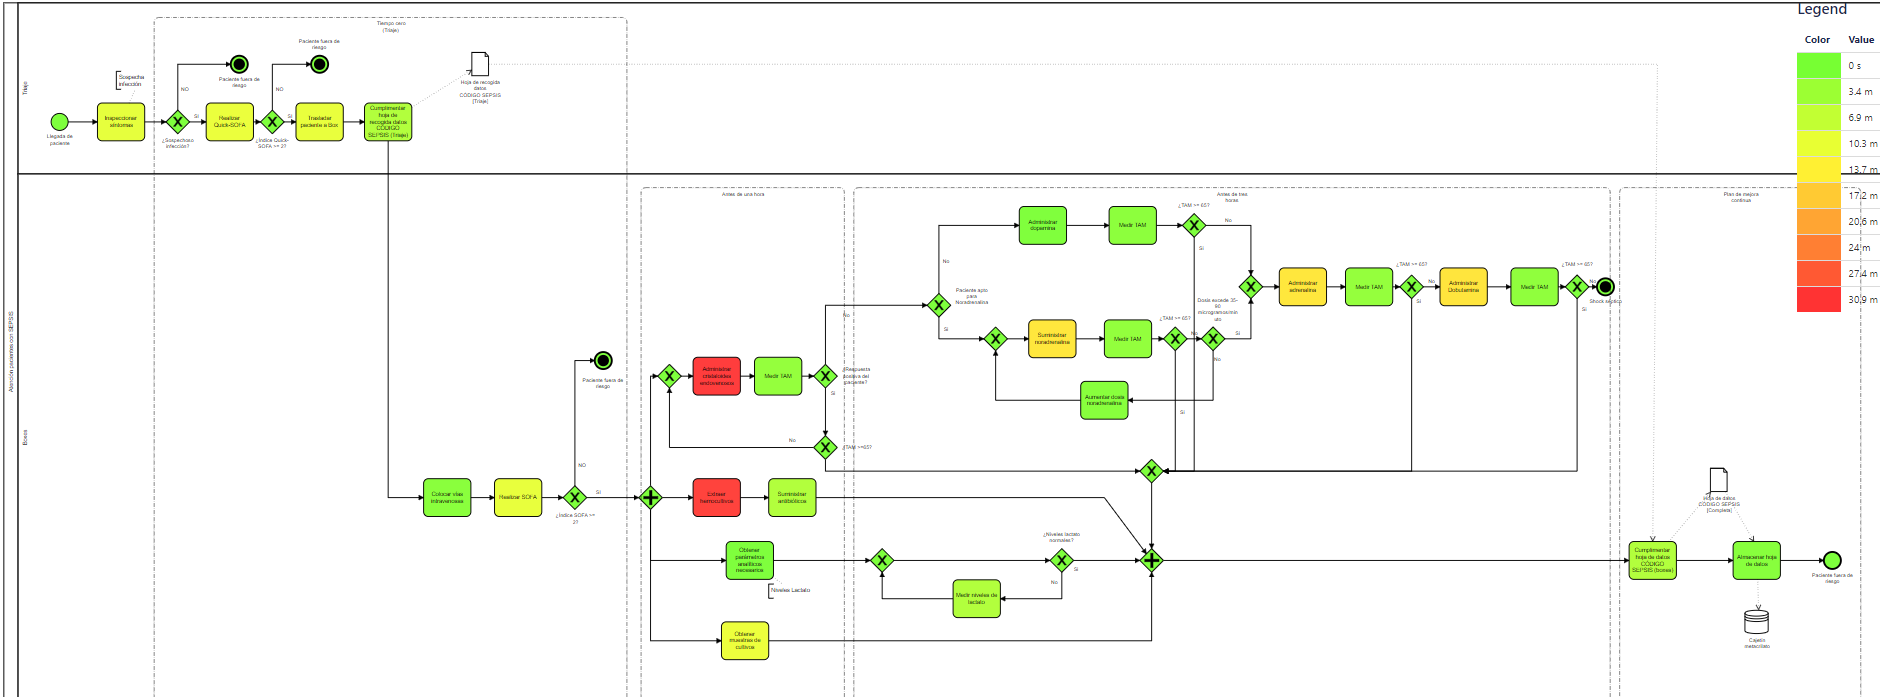 Legend
Color Value
0 s
3.4 m
6.9 m
10.3 m
13.7 m
17.2 m
20.6 m
24 m
27.4 m
30.9 m
Atención pacientes con SEPSIS
Triaje
Tiempo cero
(Triaje)
Llegada de
paciente
Inspeccionar
síntomas
Sospecha
infección
¿Sospechoso
infección?
NO
Si
Paciente fuera de
riesgo
Realizar
Quick-SOFA
¿Índice Quick-
SOFA >= 2?
NO
Si
Paciente fuera de
riesgo
Trasladar
paciente a Box
Cumplimentar
hoja de
recogida datos
CÓDIGO
SEPSIS (Triaje)
Hoja de recogida
datos.
CÓDIGO SEPSIS
[Triaje]
Boxes
Colocar vías
intravenosas
Realizar SOFA
¿Índice SOFA >=
2?
NO
Si
Paciente fuera de
riesgo
Antes de una hora
Administrar
cristaloides
endovenosos
Medir TAM
¿Respuesta
positiva del
paciente?
No
Si
¿TAM >=65?
No
Extraer
hemocultivos
Suministrar
antibióticos
Obtener
parámetros
analíticos
necesarios
Niveles Lactato
Obtener
muestras de
cultivos
Antes de tres
horas
Paciente apto
para
Noradrenalina
No
Si
Administrar
dopamina
Medir TAM
¿TAM >= 65?
No
Si
Suministrar
noradrenalina
Medir TAM
¿TAM >= 65?
No
Si
Dosis excede 35-
90
microgramos/min
uto
Si
No
Aumentar dosis
noradrenalina
Administrar
adrenalina
Medir TAM
¿TAM >= 65?
No
Si
Administrar
Dobutamina
Medir TAM
¿TAM >= 65?
No
Si
Shock séptico
¿Niveles lactato
normales?
Si
No
Medir niveles de
lactato
Plan de mejora
continua
Hoja de datos.
CÓDIGO SEPSIS
[Completa]
Cumplimentar
hoja de datos
CÓDIGO
SEPSIS (boxes)
Almacenar hoja
de datos
Paciente fuera de
riesgo
Cajetín
metacrilato